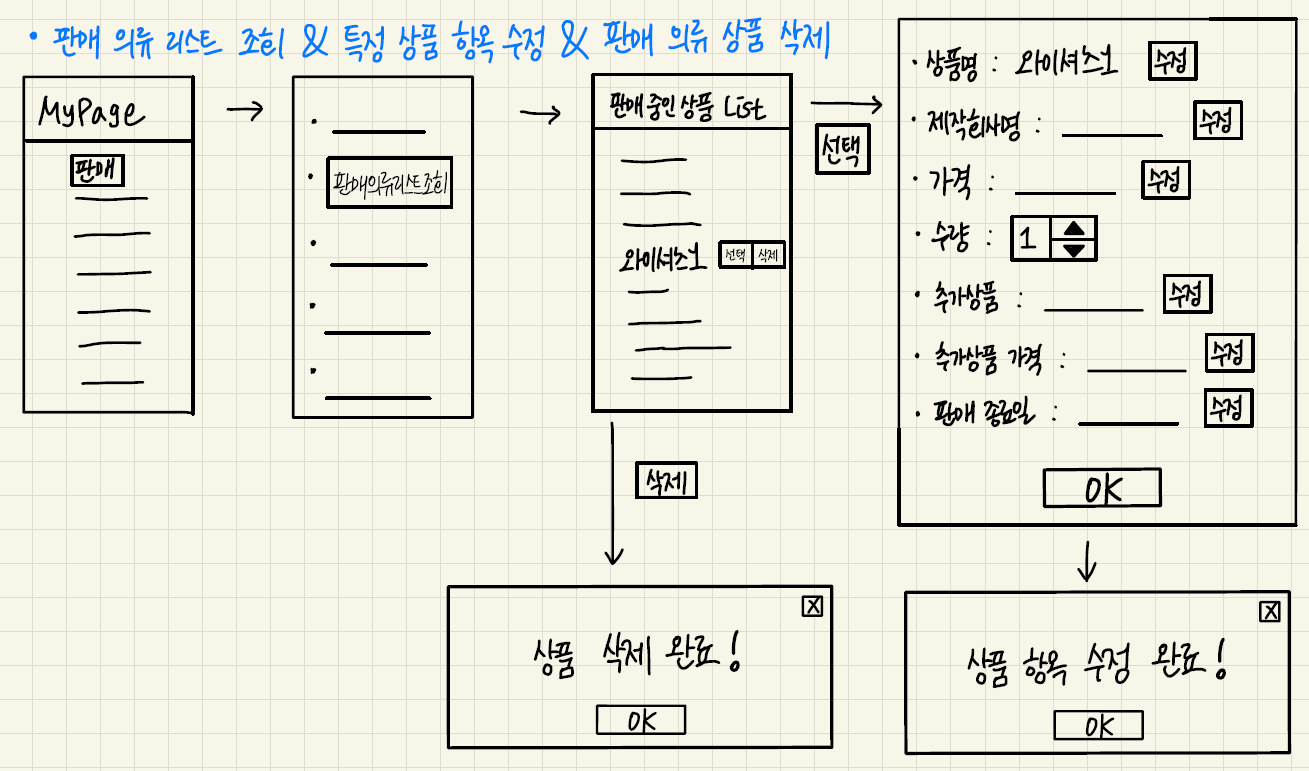 • 판매 의류 리스트 조회 & 특정 상품 항목 수정 & 판매 의류 상품 삭제
MyPage
판매
판매의류리스트조회
판매 중인 상품 List
와이셔츠1
선택 삭제
선택
삭제
• 상품명 : 와이셔츠1 수정
• 제작회사명 : 수정
• 가격 : 수정
• 수량 : 1 ▲▼
• 추가상품 : 수정
• 추가상품 가격 : 수정
• 판매 종료일 : 수정
OK
X
상품 삭제 완료!
OK
X
상품 항목 수정 완료!
OK